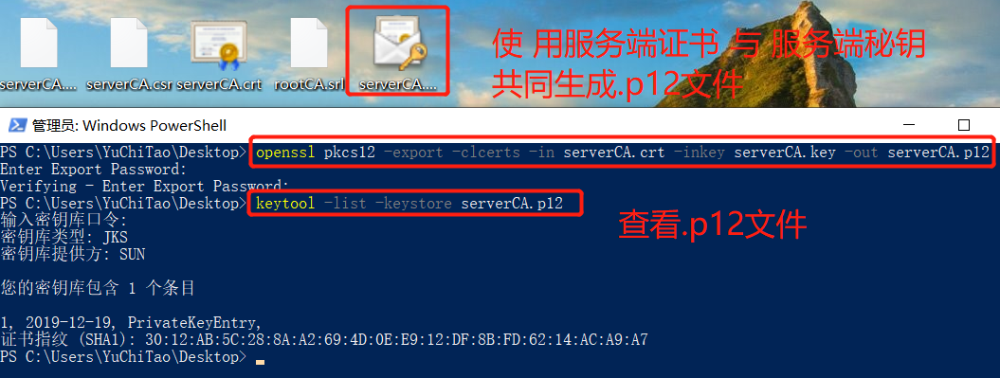 serverCA....
serverCA.csr
serverCA.crt
rootCA.srl
serverCA....
使 用服务端证书 与 服务端秘钥
共同生成.p12文件
管理员: Windows PowerShell
PS C:\Users\YuChiTao\Desktop> openssl pkcs12 -export -clcerts -in serverCA.crt -inkey serverCA.key -out serverCA.p12
Enter Export Password:
Verifying - Enter Export Password:
PS C:\Users\YuChiTao\Desktop> keytool -list -keystore serverCA.p12
输入密钥库口令:
密钥库类型: JKS
密钥库提供方: SUN
查看.p12文件
您的密钥库包含 1 个条目
1, 2019-12-19, PrivateKeyEntry,
证书指纹 (SHA1): 30:12:AB:5C:28:8A:A2:69:4D:0E:E9:12:DF:8B:FD:62:14:AC:A9:A7
PS C:\Users\YuChiTao\Desktop>